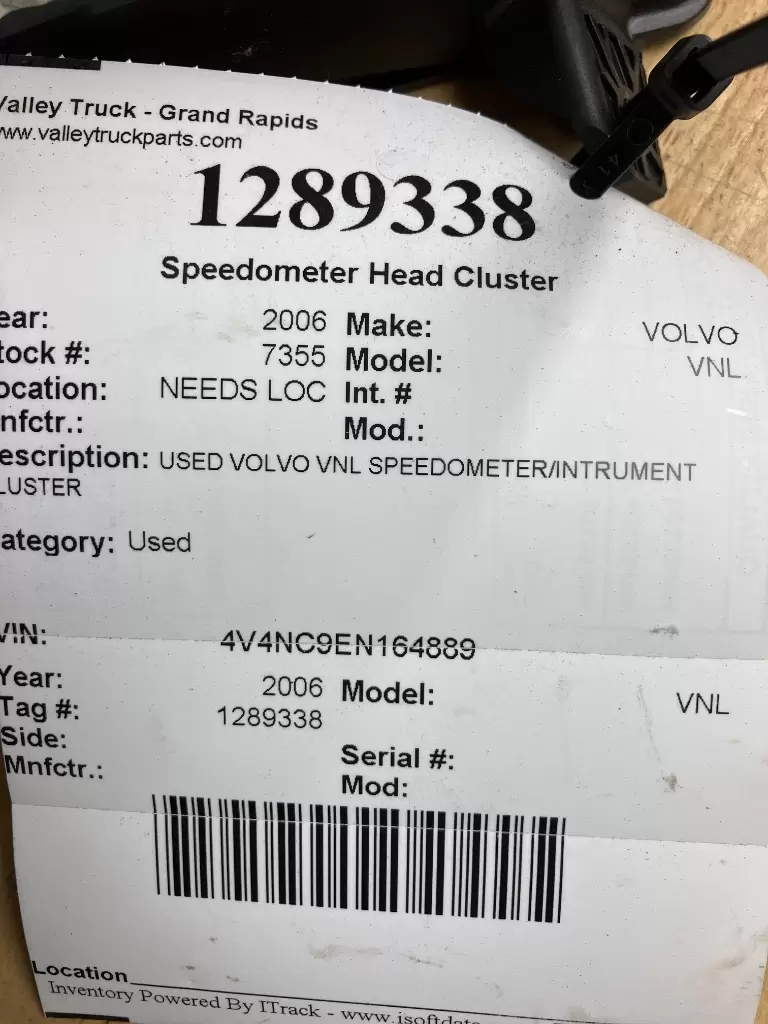 Valley Truck - Grand Rapids
www.valleytruckparts.com
1289338
Speedometer Head Cluster
ear: 2006 Make: VOLVO
tock #: 7355 Model: VNL
ocation: NEEDS LOC Int. #
nfctr.: Mod.:
escription: USED VOLVO VNL SPEEDOMETER/INTRUMENT
LUSTER
ategory: Used
VIN: 4V4NC9EN164889
Year: 2006 Model: VNL
Tag #: 1289338
Side: Serial #:
Mnfctr.: Mod:
Location
Inventory Powered By ITrack - www.isoftdata
41